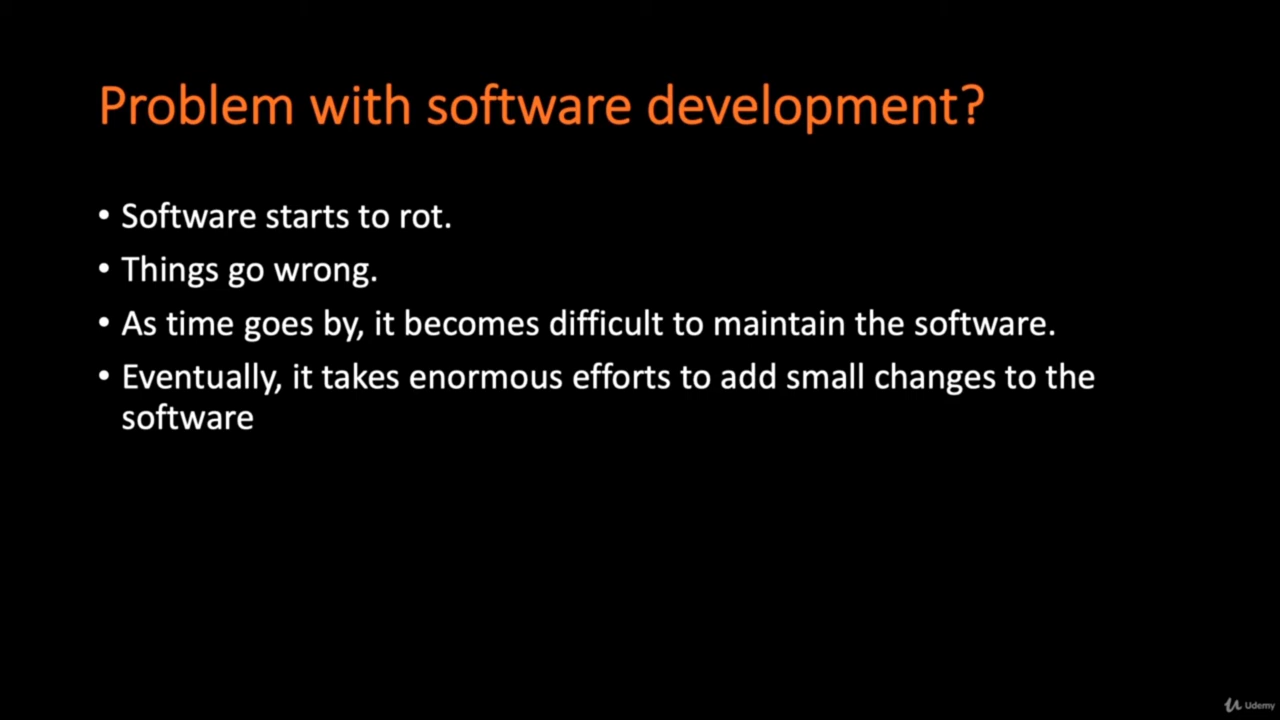 Problem with software development?
• Software starts to rot.
• Things go wrong.
• As time goes by, it becomes difficult to maintain the software.
• Eventually, it takes enormous efforts to add small changes to the
software
Udemy